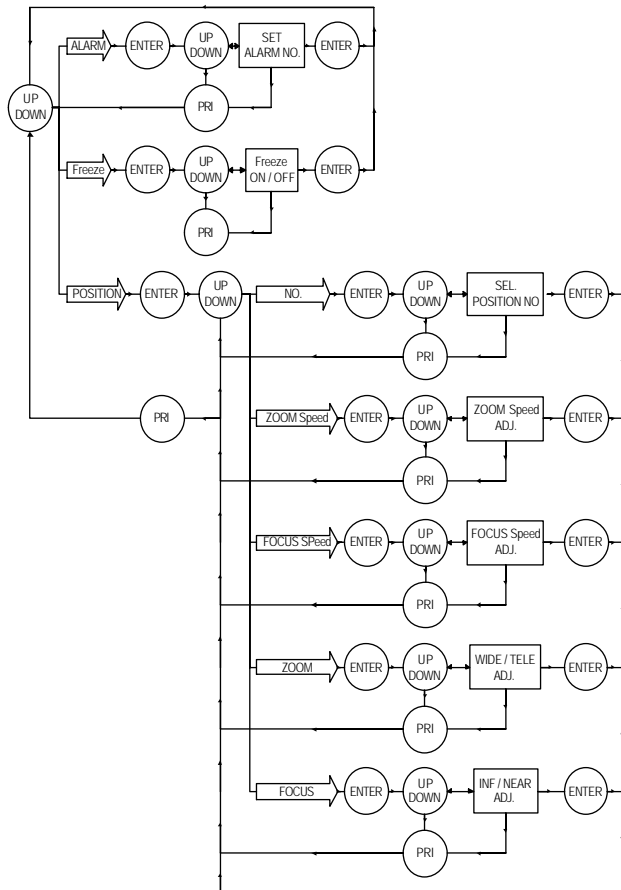 UP
DOWN
ALARM
ENTER
UP
DOWN
SET
ALARM NO.
ENTER
PRI
Freeze
ENTER
UP
DOWN
Freeze
ON / OFF
ENTER
PRI
POSITION
ENTER
UP
DOWN
NO.
ENTER
UP
DOWN
SEL.
POSITION NO
ENTER
PRI
PRI
ZOOM Speed
ENTER
UP
DOWN
ZOOM Speed
ADJ.
ENTER
PRI
FOCUS SPeed
ENTER
UP
DOWN
FOCUS Speed
ADJ.
ENTER
PRI
ZOOM
ENTER
UP
DOWN
WIDE / TELE
ADJ.
ENTER
PRI
FOCUS
ENTER
UP
DOWN
INF / NEAR
ADJ.
ENTER
PRI